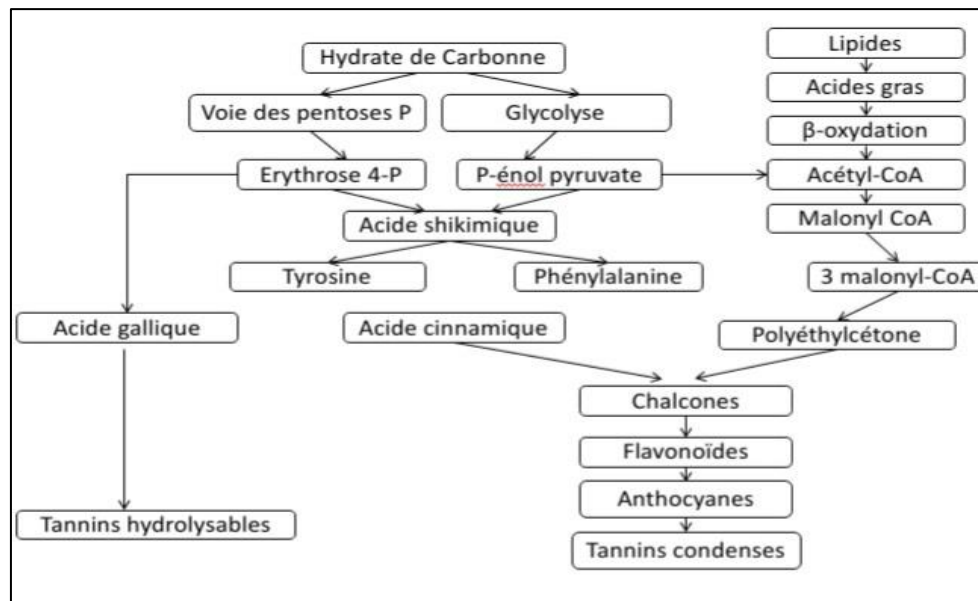 Hydrate de Carbonne
Lipides
Voie des pentoses P
Glycolyse
Acides gras
β-oxydation
Erythrose 4-P
P-énol pyruvate
Acétyl-CoA
Acide shikimique
Malonyl CoA
Tyrosine
Phénylalanine
3 malonyl-CoA
Acide gallique
Acide cinnamique
Polyéthylcétone
Chalcones
Flavonoïdes
Anthocyanes
Tannins hydrolysables
Tannins condenses